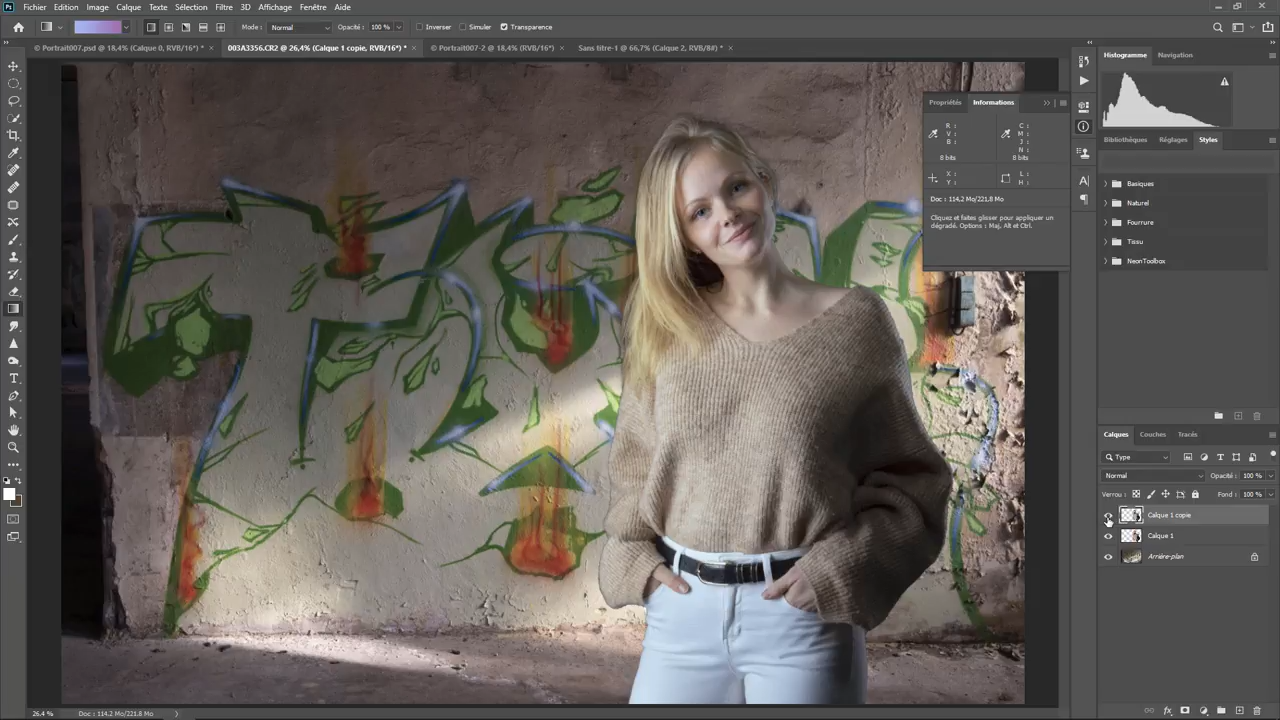 Fichier Edition Image Calque Texte Sélection Filtre 3D Affichage Fenêtre Aide
Mode : Normal Opacité : 100 % Inverser Simuler Transparence
© Portrait007.psd @ 18,4% (Calque 0, RVB/16*) * × 003A3356.CR2 @ 26,4% (Calque 1 copie, RVB/16*) * × © Portrait007-2 @ 18,4% (RVB/16*) × Sans titre-1 @ 66,7% (Calque 2, RVB/8#) * ×
Histogramme Navigation
Propriétés Informations
R :
V :
B :
8 bits
C :
M :
J :
N :
8 bits
X :
Y :
L :
H :
Doc : 114,2 Mo/221,8 Mo
Cliquez et faites glisser pour appliquer un
dégradé. Options : Maj, Alt et Ctrl.
Bibliothèques Réglages Styles
Basiques
Naturel
Fourrure
Tissu
NeonToolbox
Calques Couches Tracés
Type
Normal Opacité : 100 %
Verrou : Fond : 100 %
Calque 1 copie
Calque 1
Arrière-plan
26.4 % Doc : 114,2 Mo/221,8 Mo